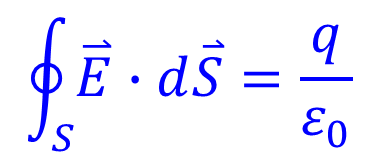 ∮_S E⃗ · dS⃗ = q/ε₀